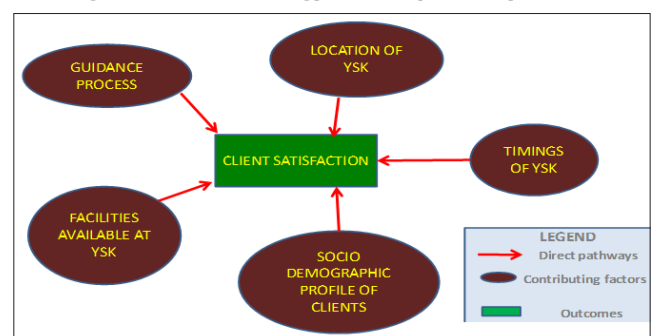 GUIDANCE
PROCESS
LOCATION OF
YSK
CLIENT SATISFACTION
TIMINGS
OF YSK
FACILITIES
AVAILABLE AT
YSK
SOCIO
DEMOGRAPHIC
PROFILE OF
CLIENTS
LEGEND
Direct pathways
Contributing factors
Outcomes